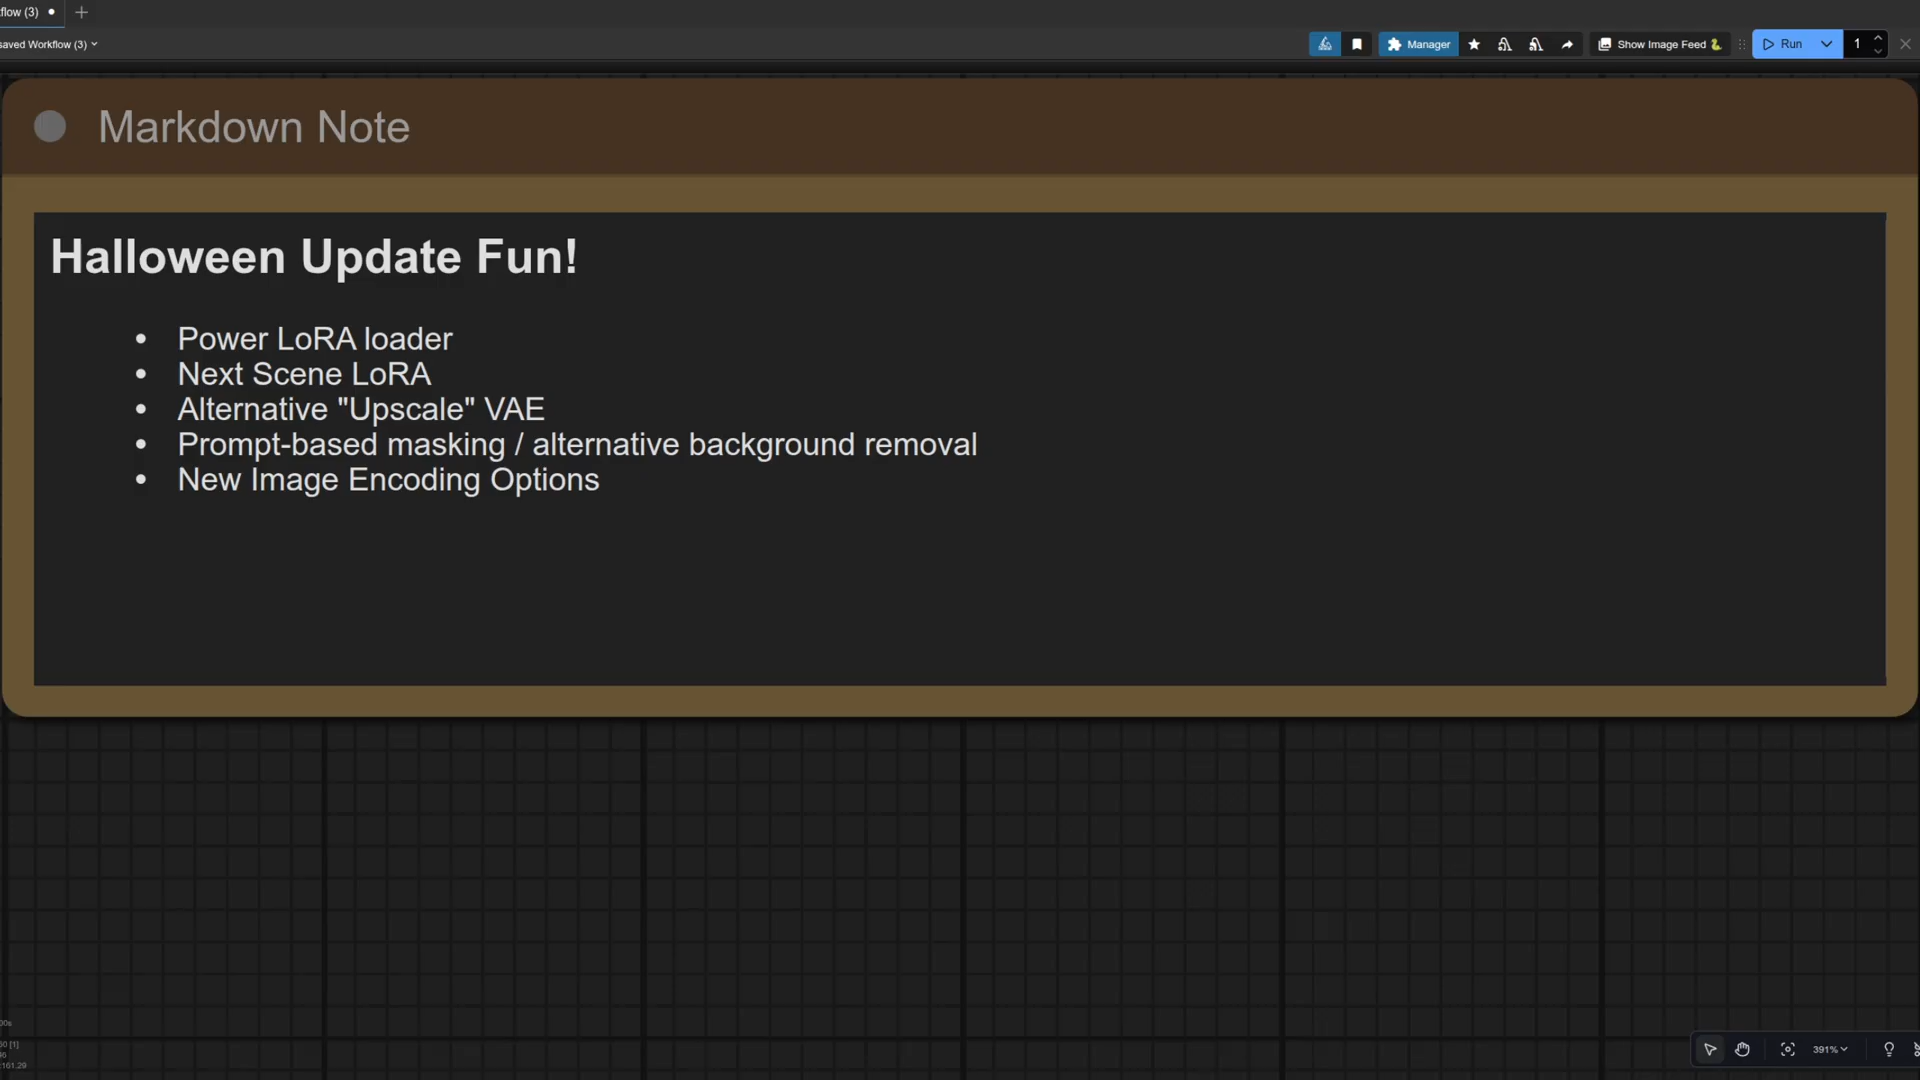 flow (3)
saved Workflow (3)
Manager
Show Image Feed
Run
1
Markdown Note
Halloween Update Fun!
• Power LoRA loader
• Next Scene LoRA
• Alternative "Upscale" VAE
• Prompt-based masking / alternative background removal
• New Image Encoding Options
391%